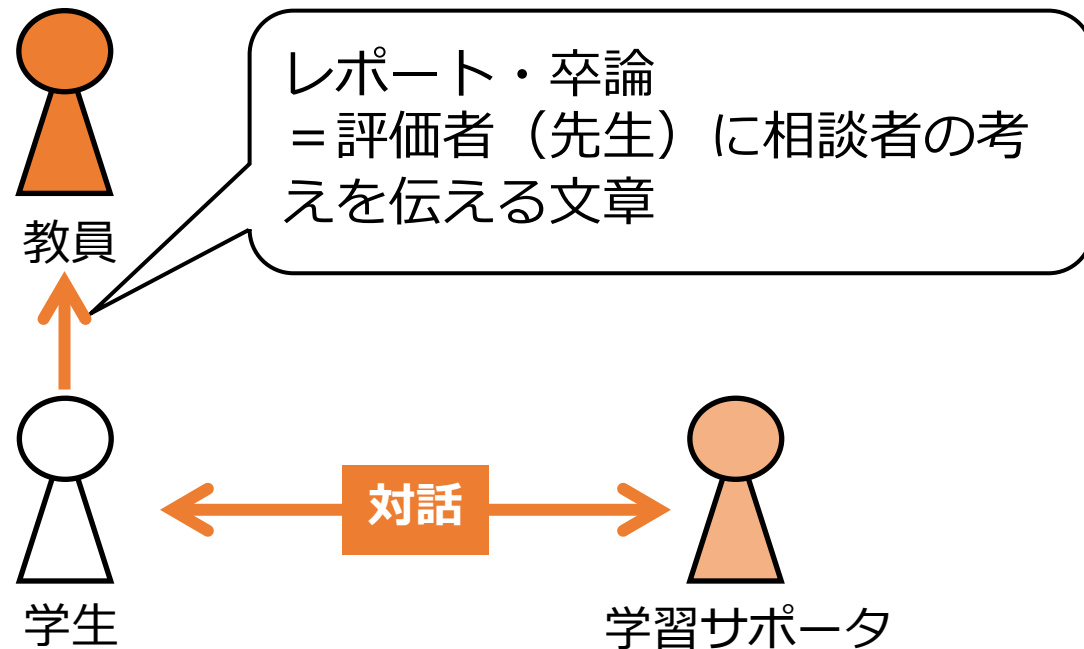 レポート・卒論
＝評価者（先生）に相談者の考
えを伝える文章
教員
対話
学生
学習サポータ